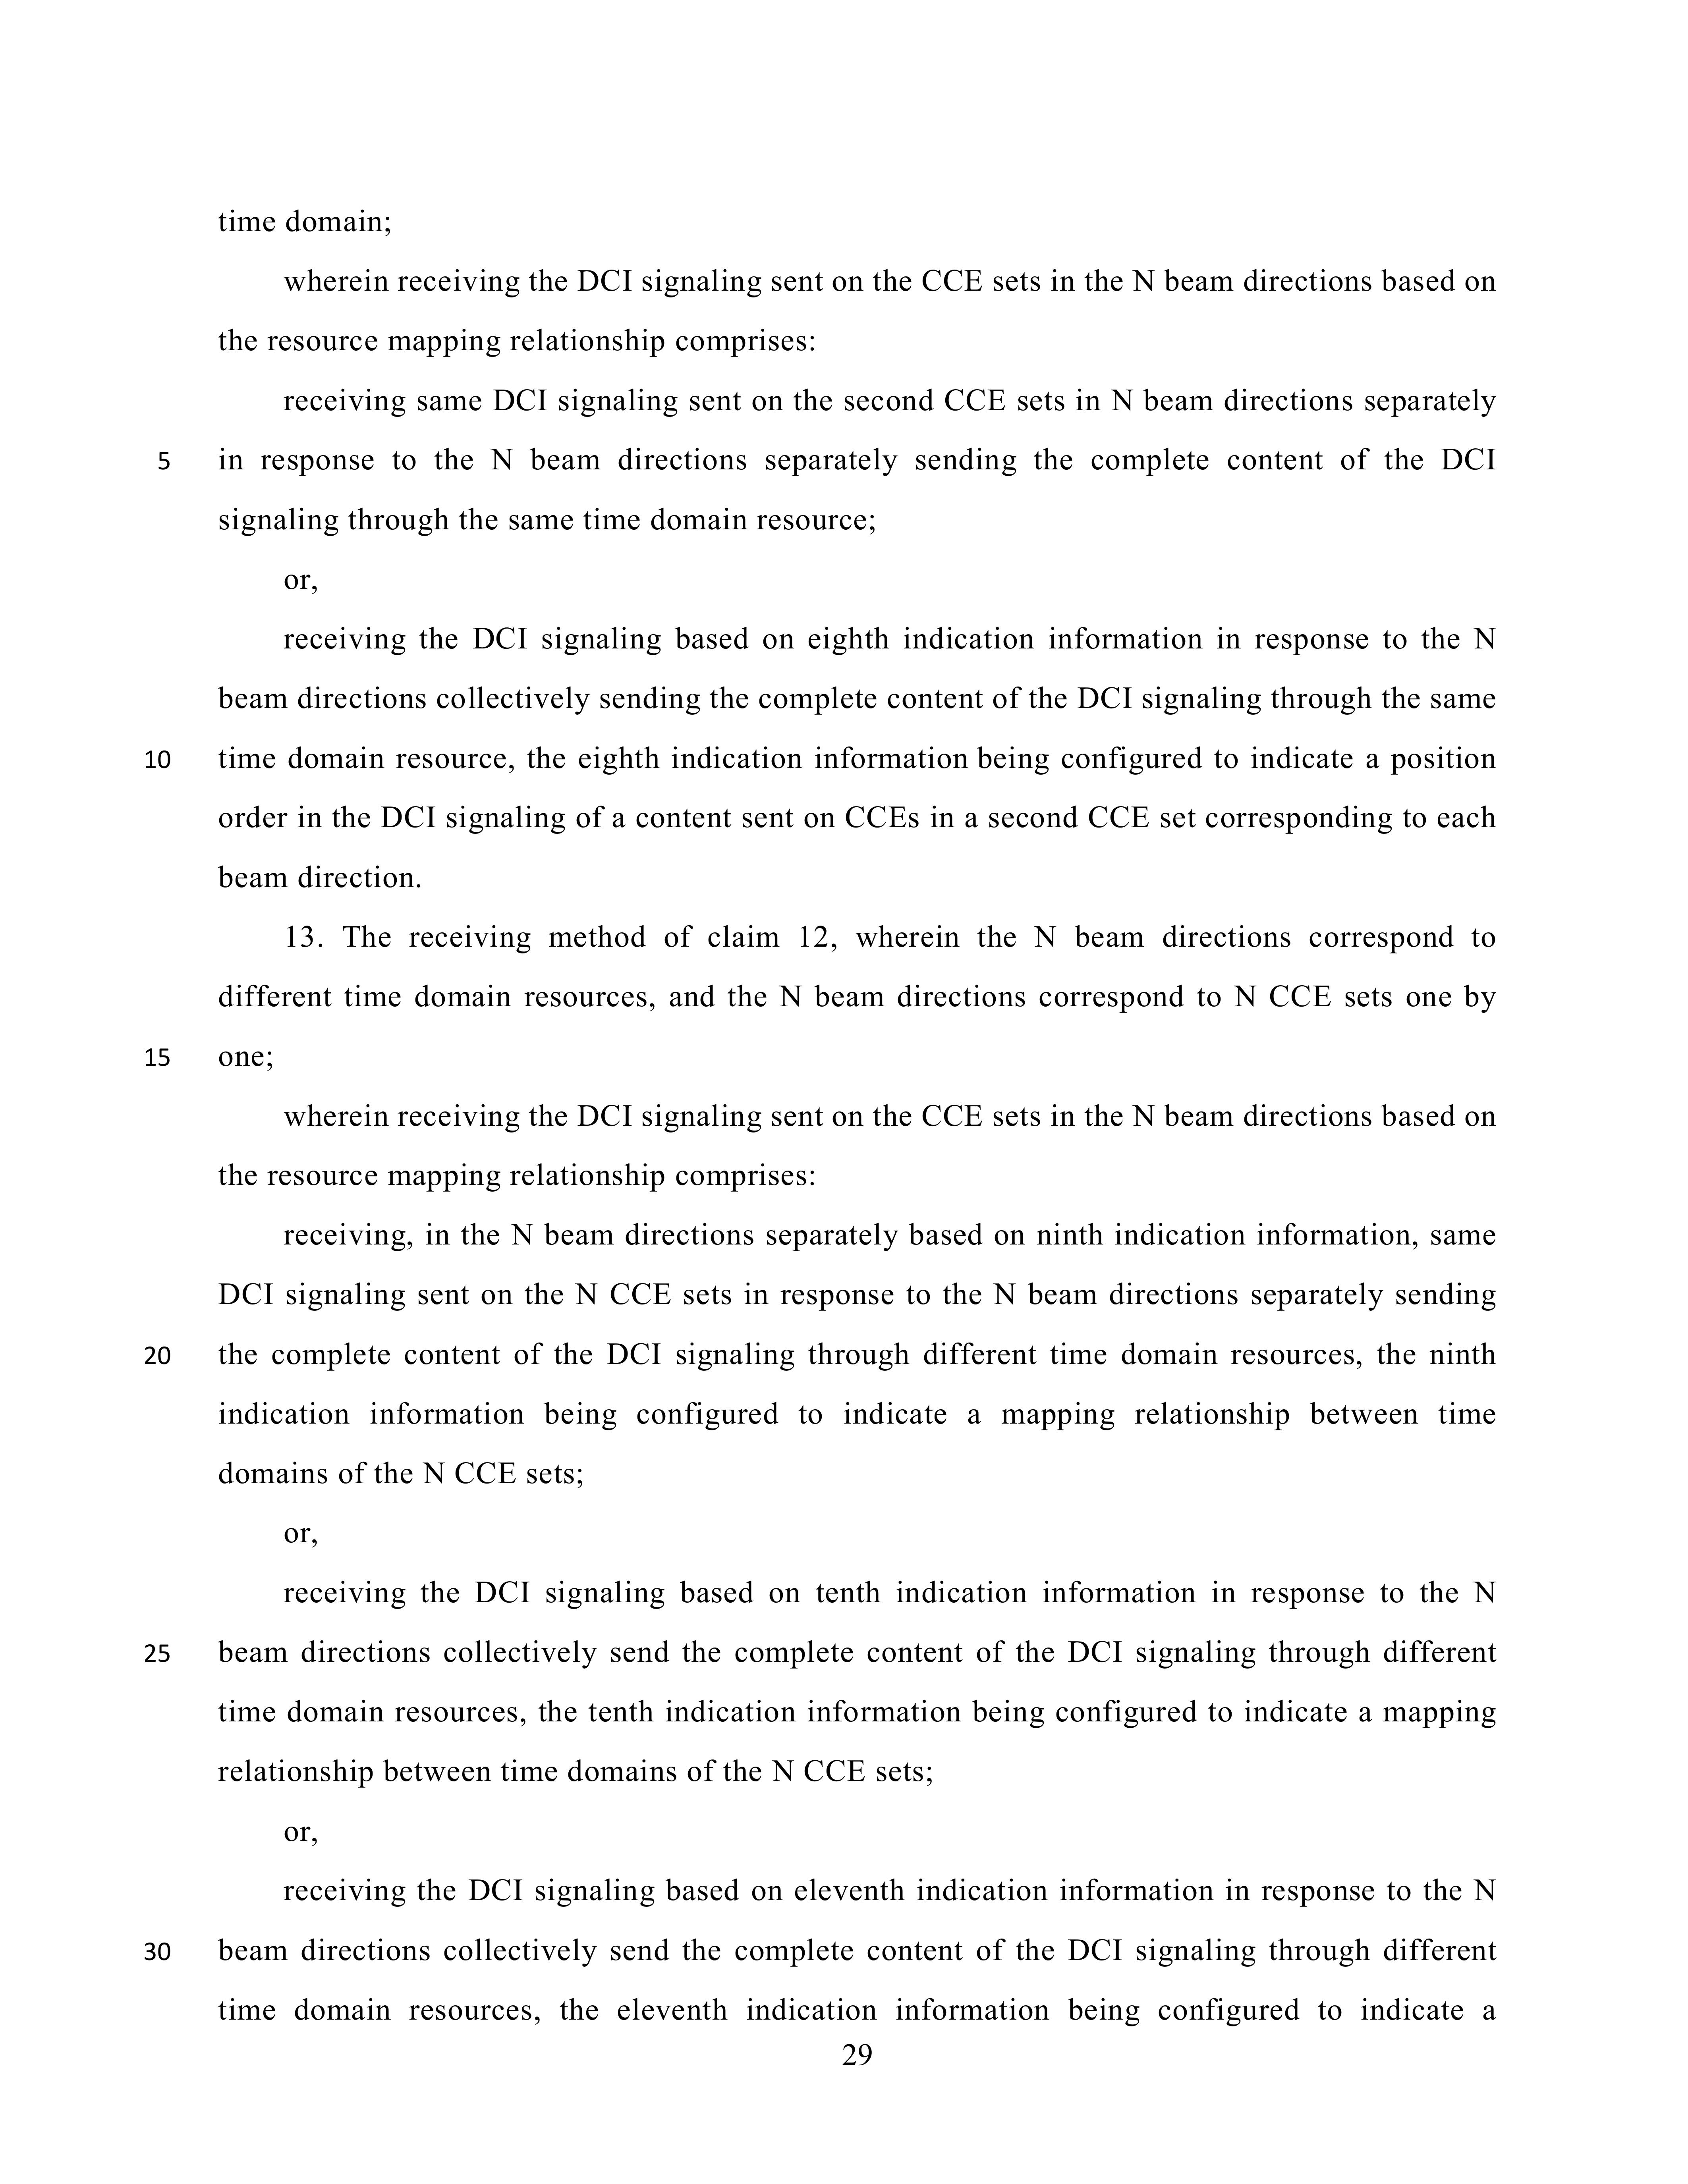 time domain;
wherein receiving the DCI signaling sent on the CCE sets in the N beam directions based on
the resource mapping relationship comprises:
receiving same DCI signaling sent on the second CCE sets in N beam directions separately
5 in response to the N beam directions separately sending the complete content of the DCI
signaling through the same time domain resource;
or,
receiving the DCI signaling based on eighth indication information in response to the N
beam directions collectively sending the complete content of the DCI signaling through the same
10 time domain resource, the eighth indication information being configured to indicate a position
order in the DCI signaling of a content sent on CCEs in a second CCE set corresponding to each
beam direction.
13. The receiving method of claim 12, wherein the N beam directions correspond to
different time domain resources, and the N beam directions correspond to N CCE sets one by
15 one;
wherein receiving the DCI signaling sent on the CCE sets in the N beam directions based on
the resource mapping relationship comprises:
receiving, in the N beam directions separately based on ninth indication information, same
DCI signaling sent on the N CCE sets in response to the N beam directions separately sending
20 the complete content of the DCI signaling through different time domain resources, the ninth
indication information being configured to indicate a mapping relationship between time
domains of the N CCE sets;
or,
receiving the DCI signaling based on tenth indication information in response to the N
25 beam directions collectively send the complete content of the DCI signaling through different
time domain resources, the tenth indication information being configured to indicate a mapping
relationship between time domains of the N CCE sets;
or,
receiving the DCI signaling based on eleventh indication information in response to the N
30 beam directions collectively send the complete content of the DCI signaling through different
time domain resources, the eleventh indication information being configured to indicate a
29